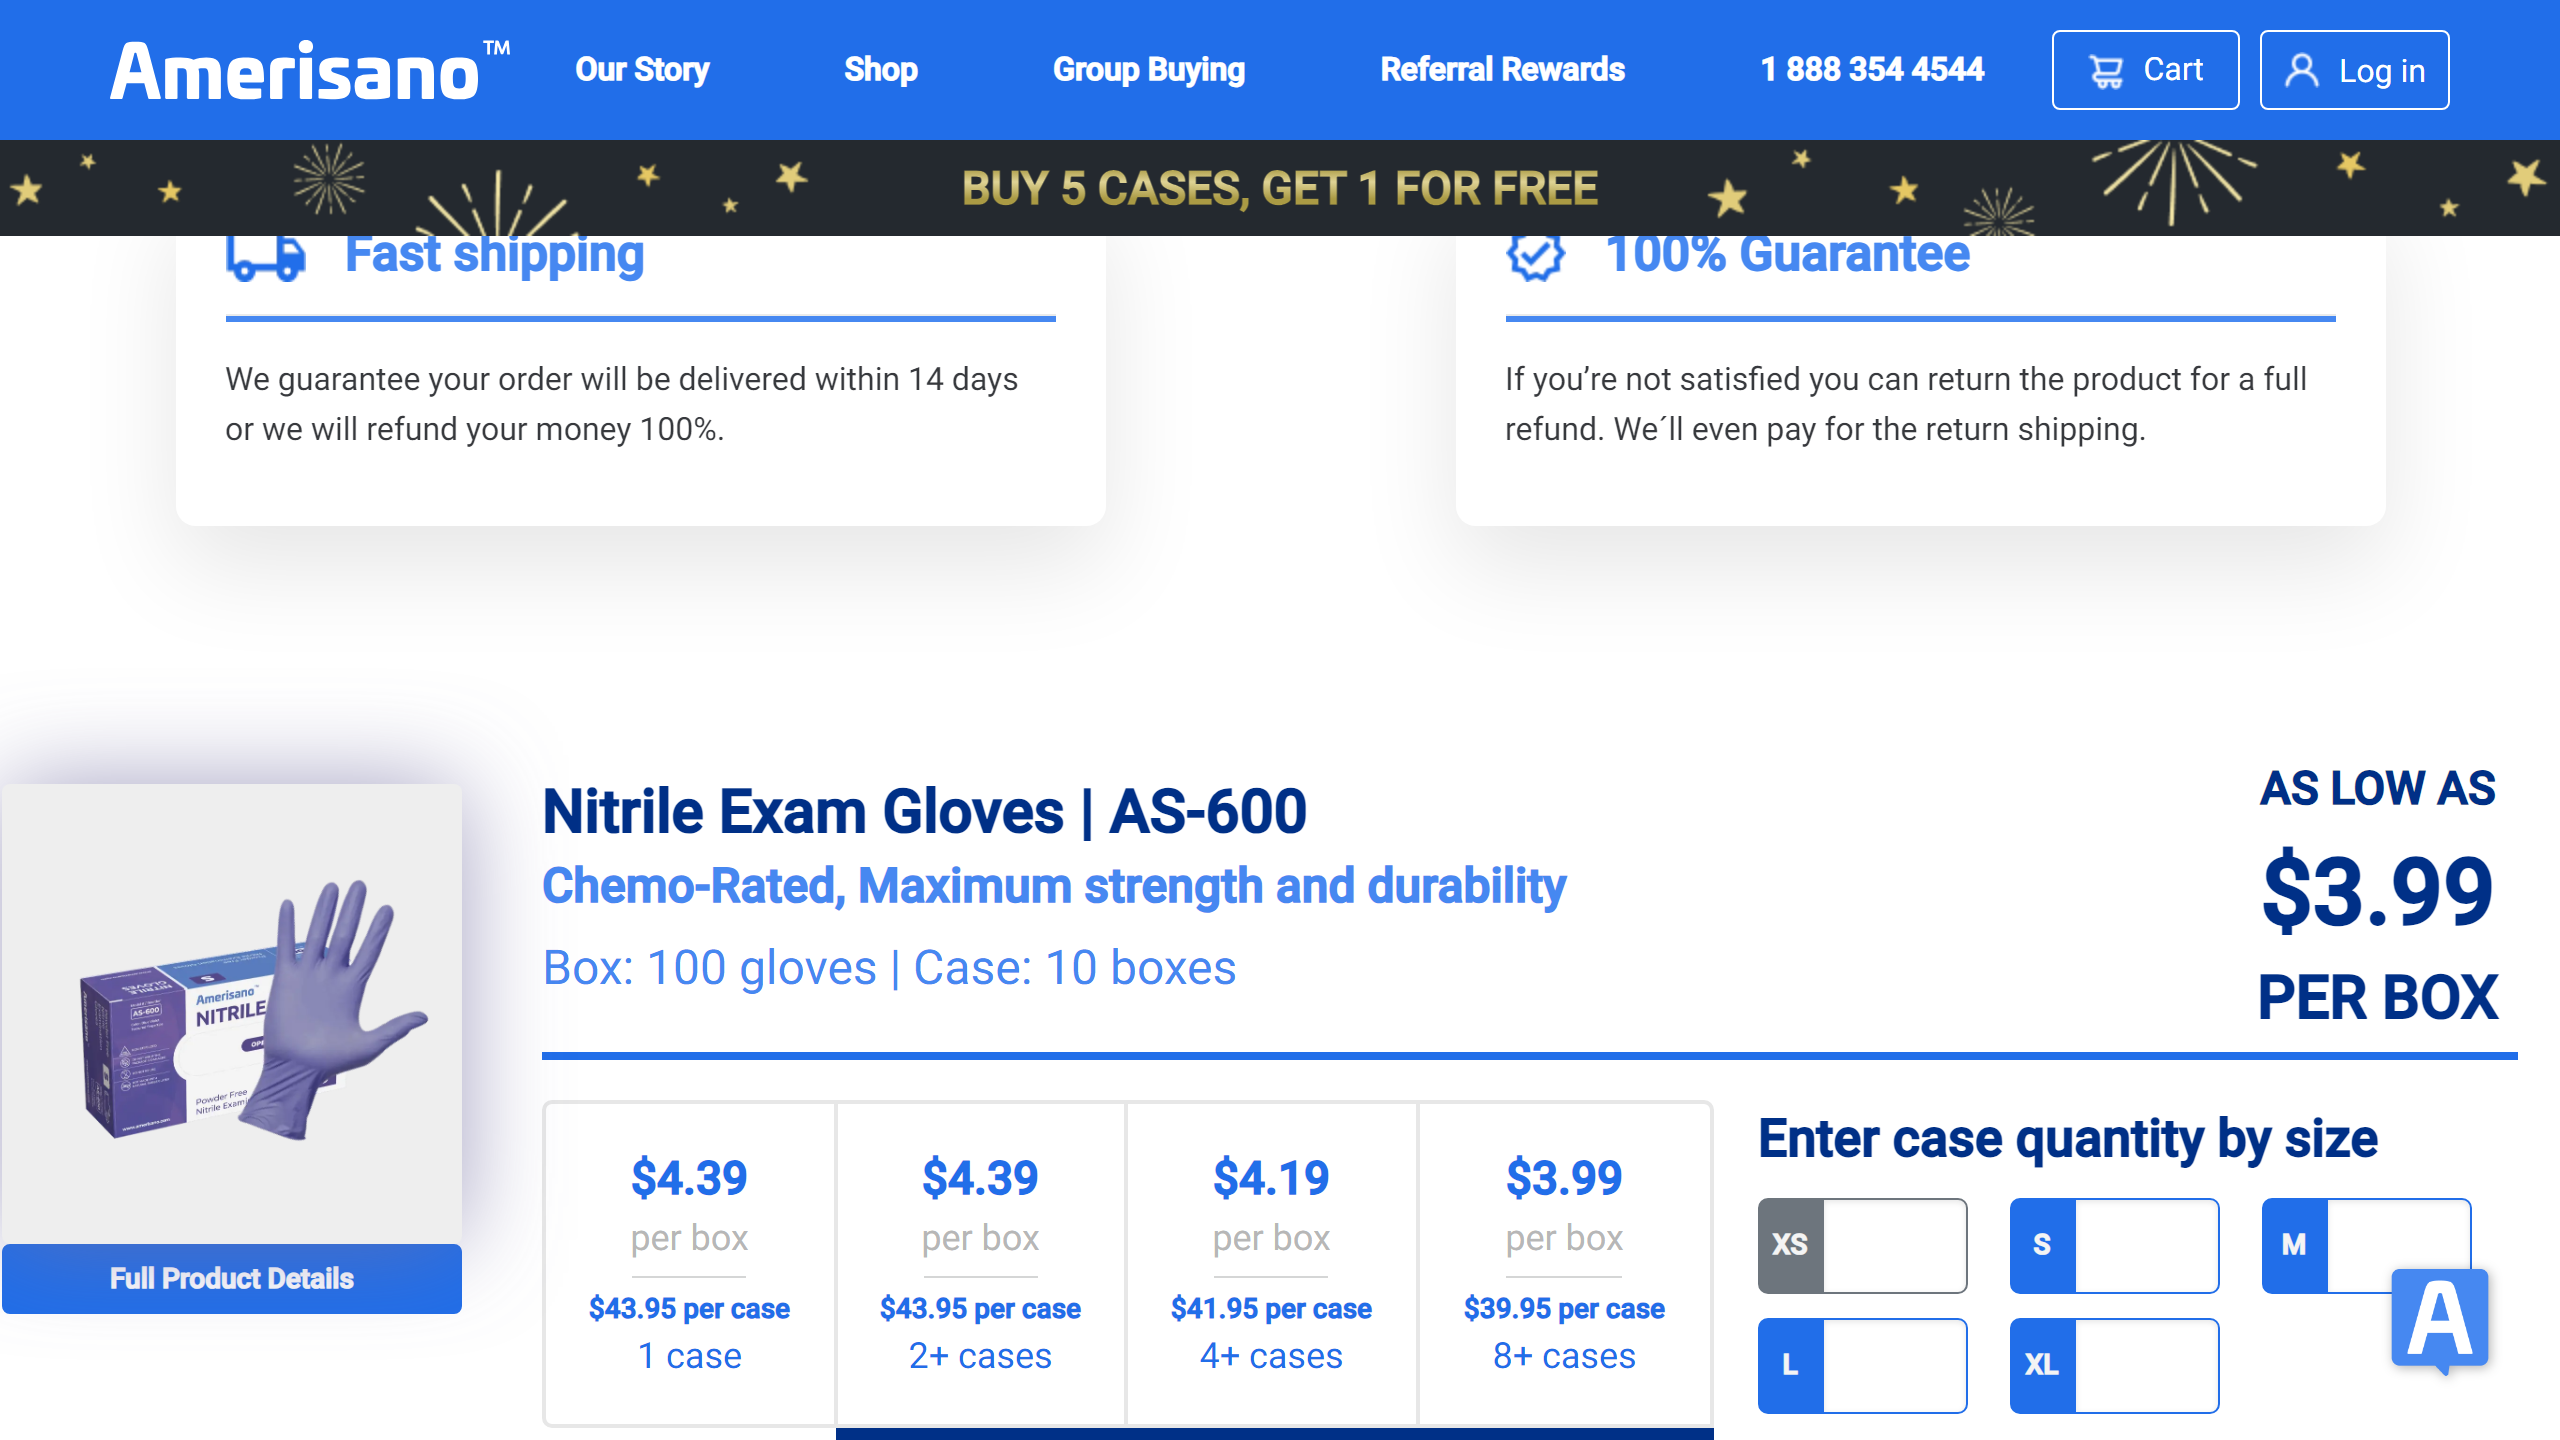 Amerisano™
Our Story
Shop
Group Buying
Referral Rewards
1 888 354 4544
Cart
Log in
BUY 5 CASES, GET 1 FOR FREE
Fast shipping
We guarantee your order will be delivered within 14 days
or we will refund your money 100%.
100% Guarantee
If you’re not satisfied you can return the product for a full
refund. We´ll even pay for the return shipping.
Amerisano
NITRILE
AS-600
Powder Free
Full Product Details
Nitrile Exam Gloves | AS-600
Chemo-Rated, Maximum strength and durability
Box: 100 gloves | Case: 10 boxes
AS LOW AS
$3.99
PER BOX
$4.39
per box
$43.95 per case
1 case
$4.39
per box
$43.95 per case
2+ cases
$4.19
per box
$41.95 per case
4+ cases
$3.99
per box
$39.95 per case
8+ cases
Enter case quantity by size
XS
S
M
L
XL
A